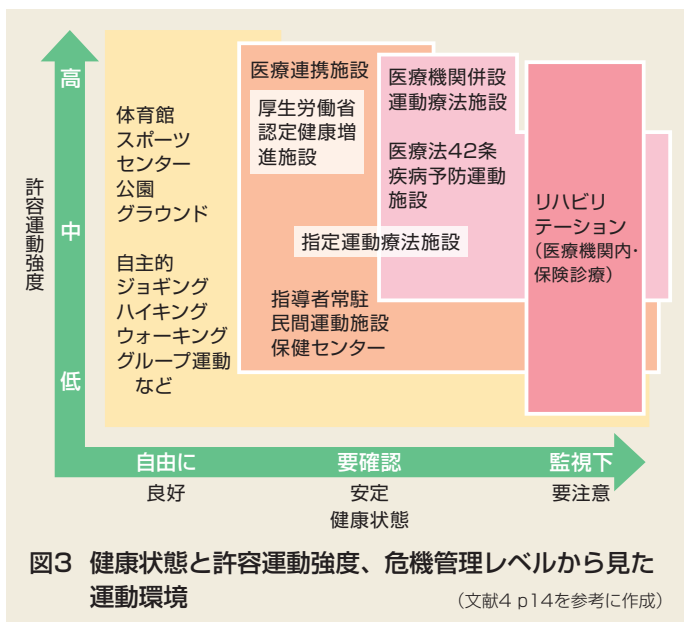 高
中
低
許容運動強度
体育館
スポーツ
センター
公園
グラウンド
自主的
ジョギング
ハイキング
ウォーキング
グループ運動
など
医療連携施設
厚生労働省
認定健康増
進施設
指定運動療法施設
指導者常駐
民間運動施設
保健センター
医療機関併設
運動療法施設
医療法42条
疾病予防運動
施設
リハビリ
テーション
(医療機関内・
保険診療)
自由に
要確認
監視下
良好
安定
要注意
健康状態
図3 健康状態と許容運動強度、危機管理レベルから見た
運動環境
(文献4 p14を参考に作成)